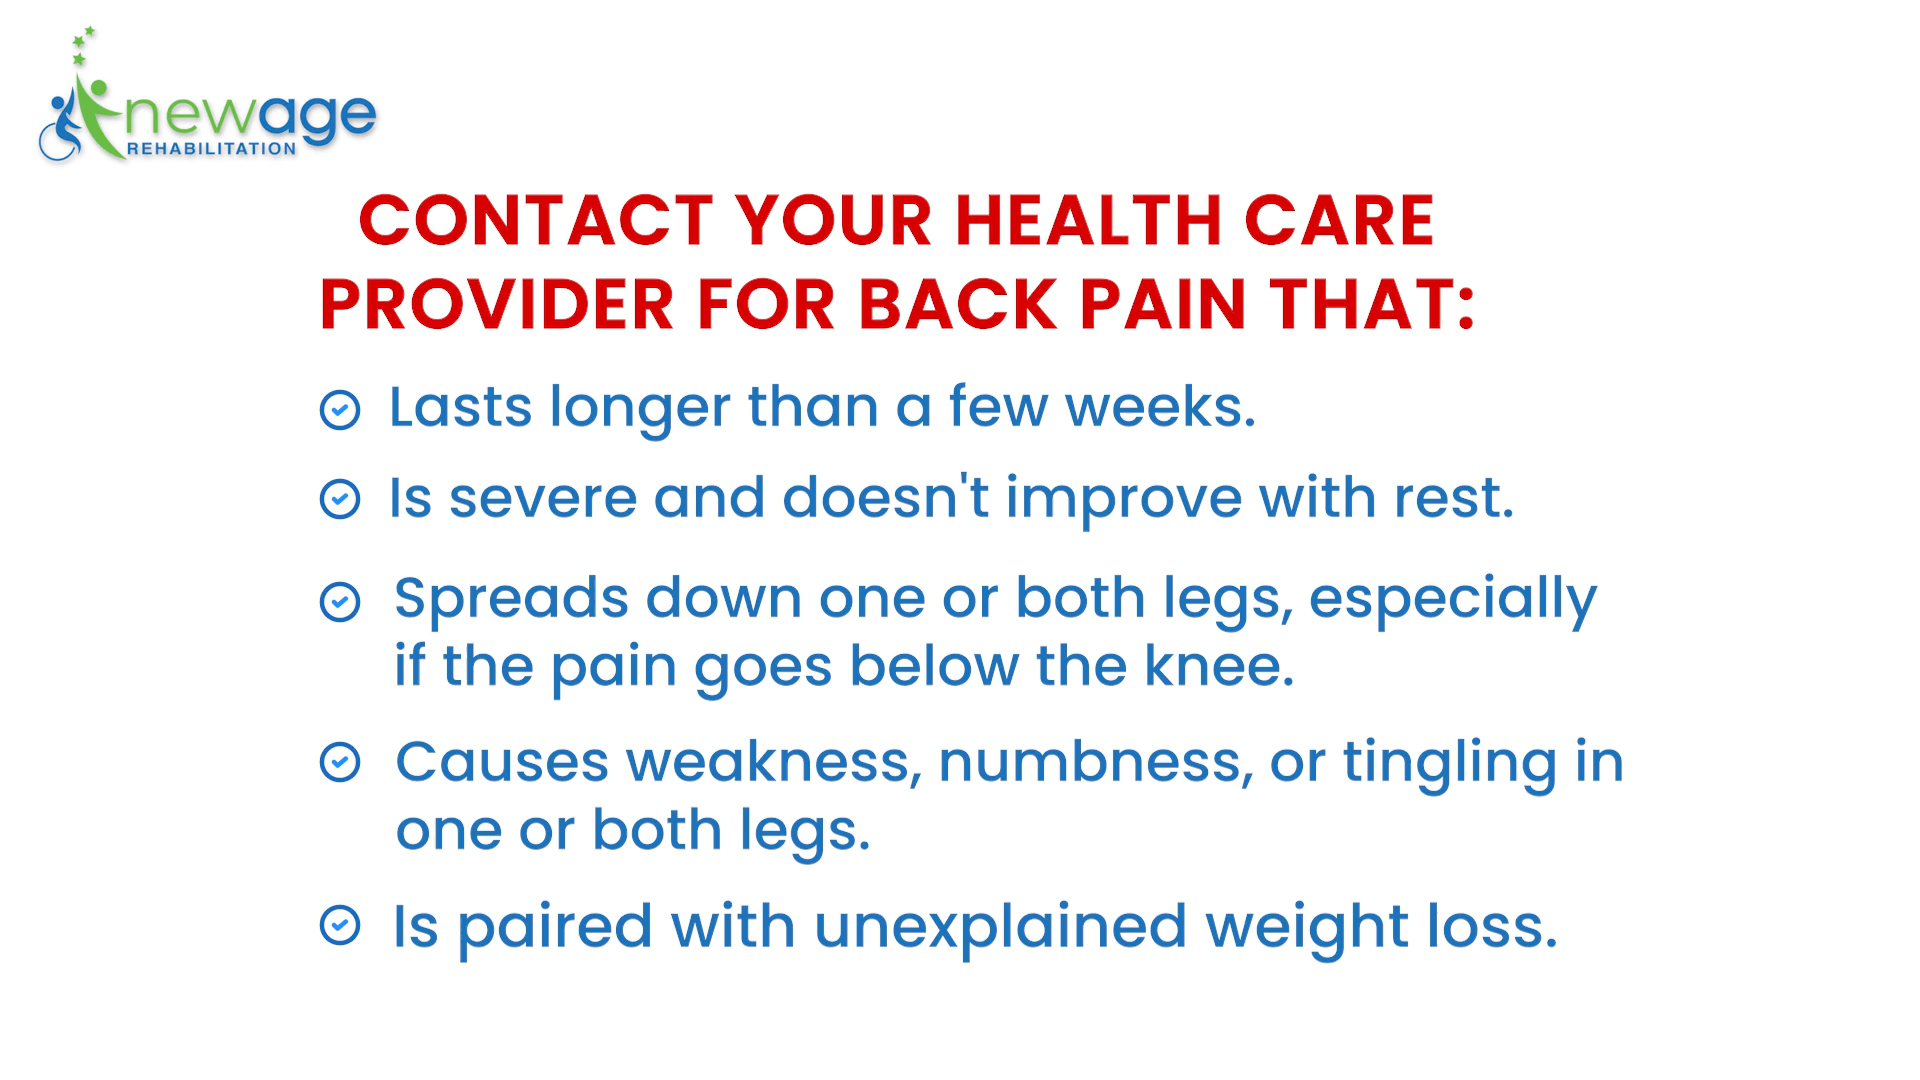 newage
REHABILITATION
CONTACT YOUR HEALTH CARE
PROVIDER FOR BACK PAIN THAT:
Lasts longer than a few weeks.
Is severe and doesn't improve with rest.
Spreads down one or both legs, especially
if the pain goes below the knee.
Causes weakness, numbness, or tingling in
one or both legs.
Is paired with unexplained weight loss.